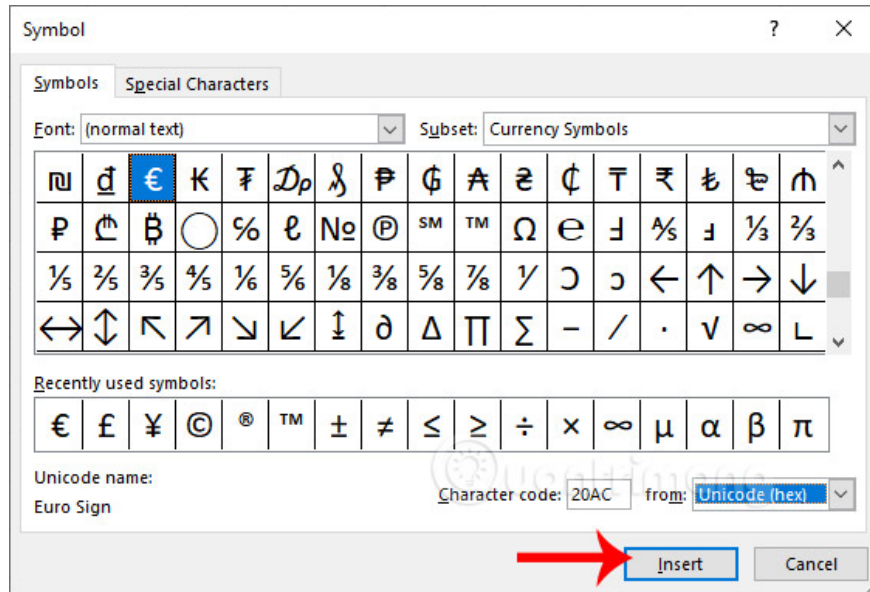 Symbol ? ×
Symbols Special Characters
Font: (normal text) Subset: Currency Symbols
₪ ₫ € ₭ ₮ ₯ ₰ ₱ ₲ ₳ ₴ ₵ ₸ ₹ ₺ ₻ ₼
₽ ₾ ₿ ⃝ ℅ ℓ № ℗ ℠ ™ Ω ℮ Ⅎ ⅍ ⅎ ⅓ ⅔
⅕ ⅖ ⅗ ⅘ ⅙ ⅚ ⅛ ⅜ ⅝ ⅞ ⅟ Ↄ ↄ ← ↑ → ↓
↔ ↕ ↖ ↗ ↘ ↙ ↨ ∂ ∆ ∏ ∑ − ∕ ∙ √ ∞ ∟
Recently used symbols:
€ £ ¥ © ® ™ ± ≠ ≤ ≥ ÷ × ∞ µ α β π
Unicode name:
Euro Sign
Quantrimang
Character code: 20AC from: Unicode (hex)
Insert Cancel